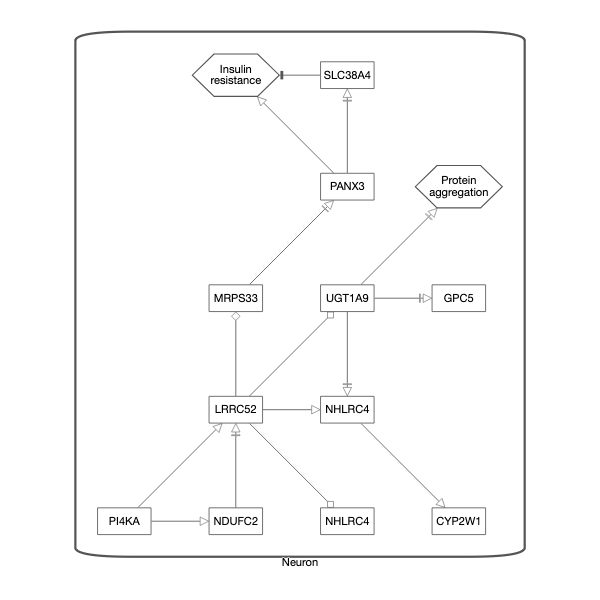 Insulin
resistance
SLC38A4
PANX3
Protein
aggregation
MRPS33
UGT1A9
GPC5
LRRC52
NHLRC4
PI4KA
NDUFC2
NHLRC4
CYP2W1
Neuron